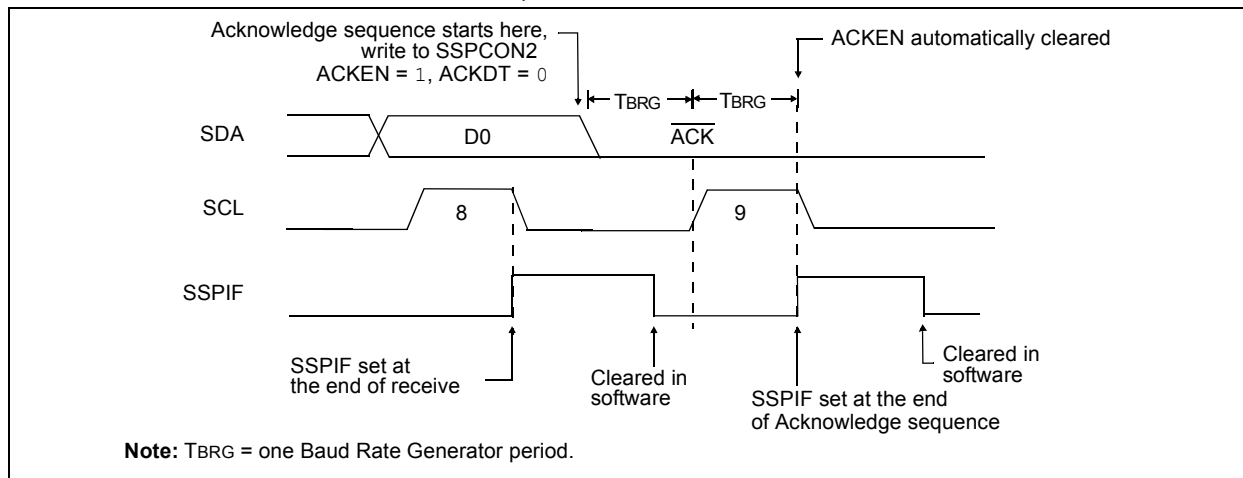 Acknowledge sequence starts here,
write to SSPCON2
ACKEN = 1, ACKDT = 0
ACKEN automatically cleared
TBRG
TBRG
SDA
D0
ACK
SCL
8
9
SSPIF
SSPIF set at
the end of receive
Cleared in
software
SSPIF set at the end
of Acknowledge sequence
Cleared in
software
Note: TBRG = one Baud Rate Generator period.